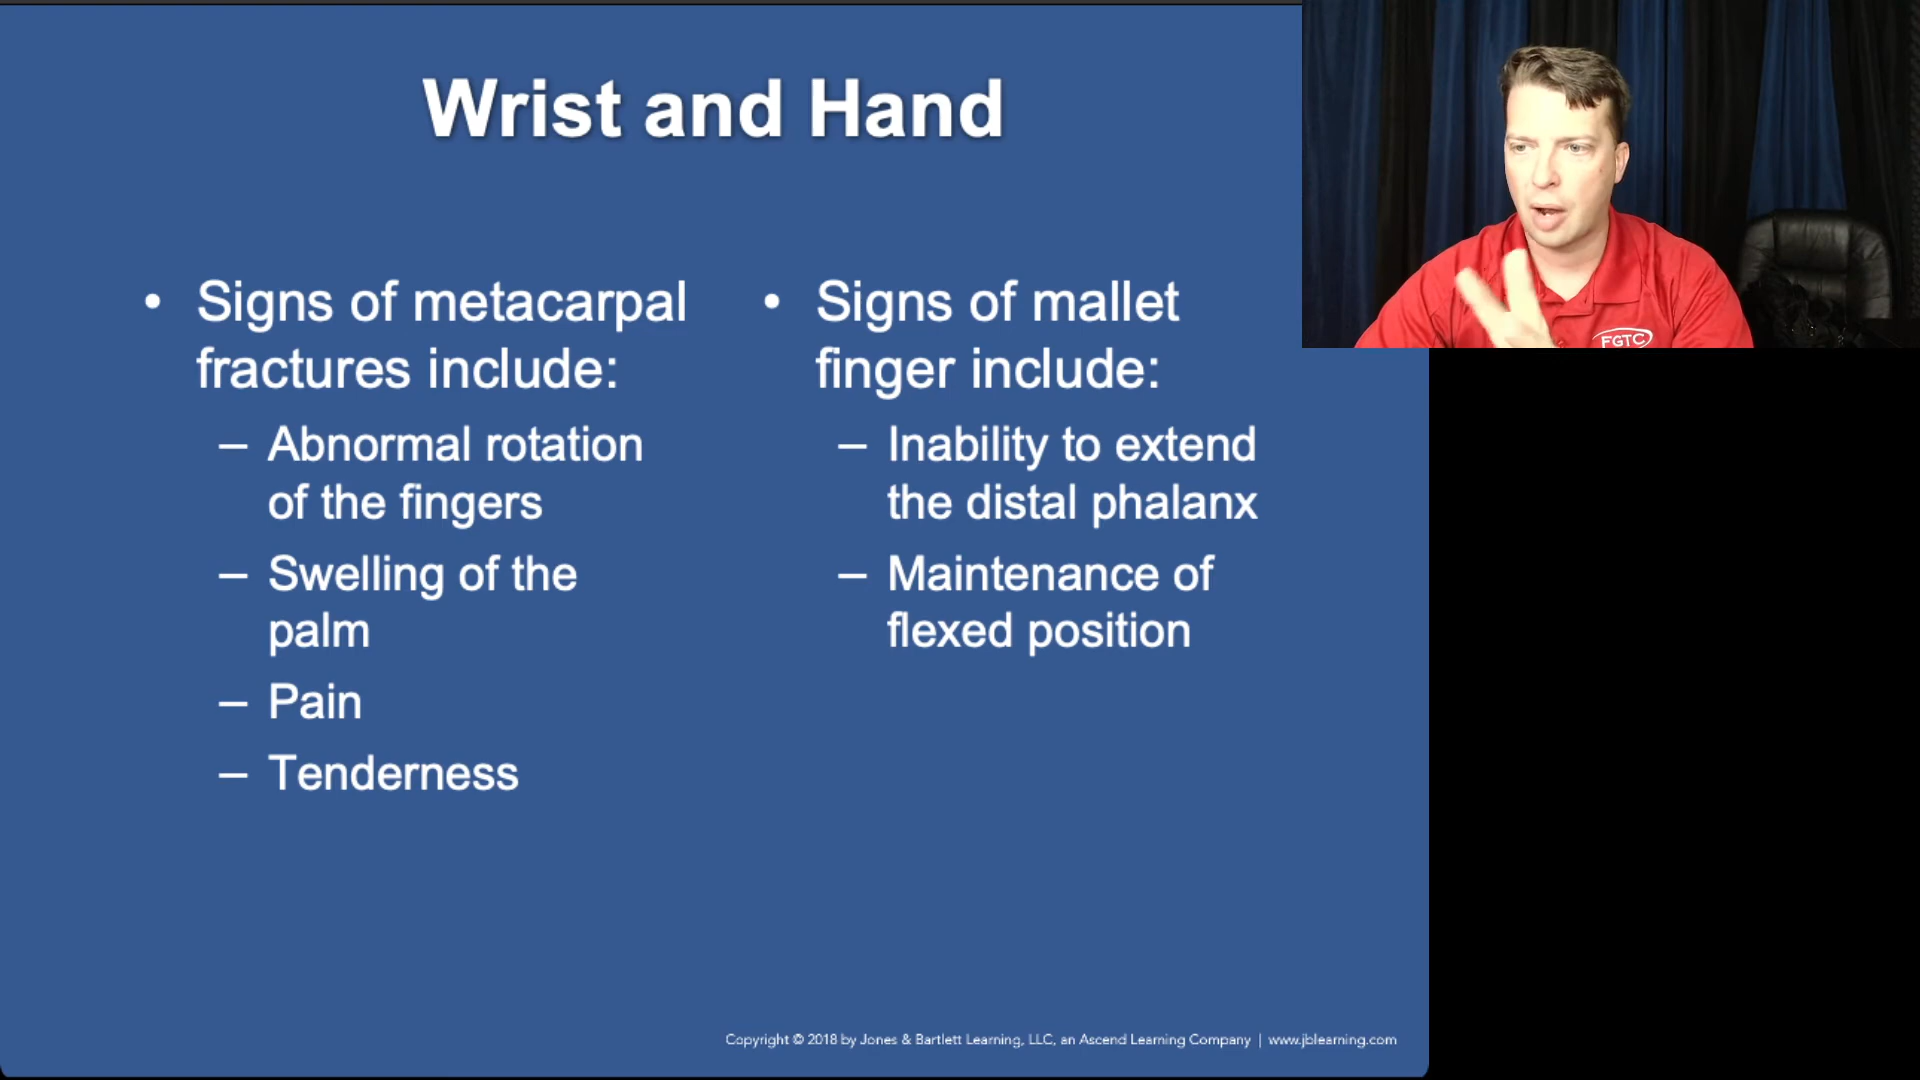 Wrist and Hand
• Signs of metacarpal
fractures include:
– Abnormal rotation
of the fingers
– Swelling of the
palm
– Pain
– Tenderness
• Signs of mallet
finger include:
– Inability to extend
the distal phalanx
– Maintenance of
flexed position
FGTC
Copyright © 2018 by Jones & Bartlett Learning, LLC, an Ascend Learning Company | www.jblearning.com